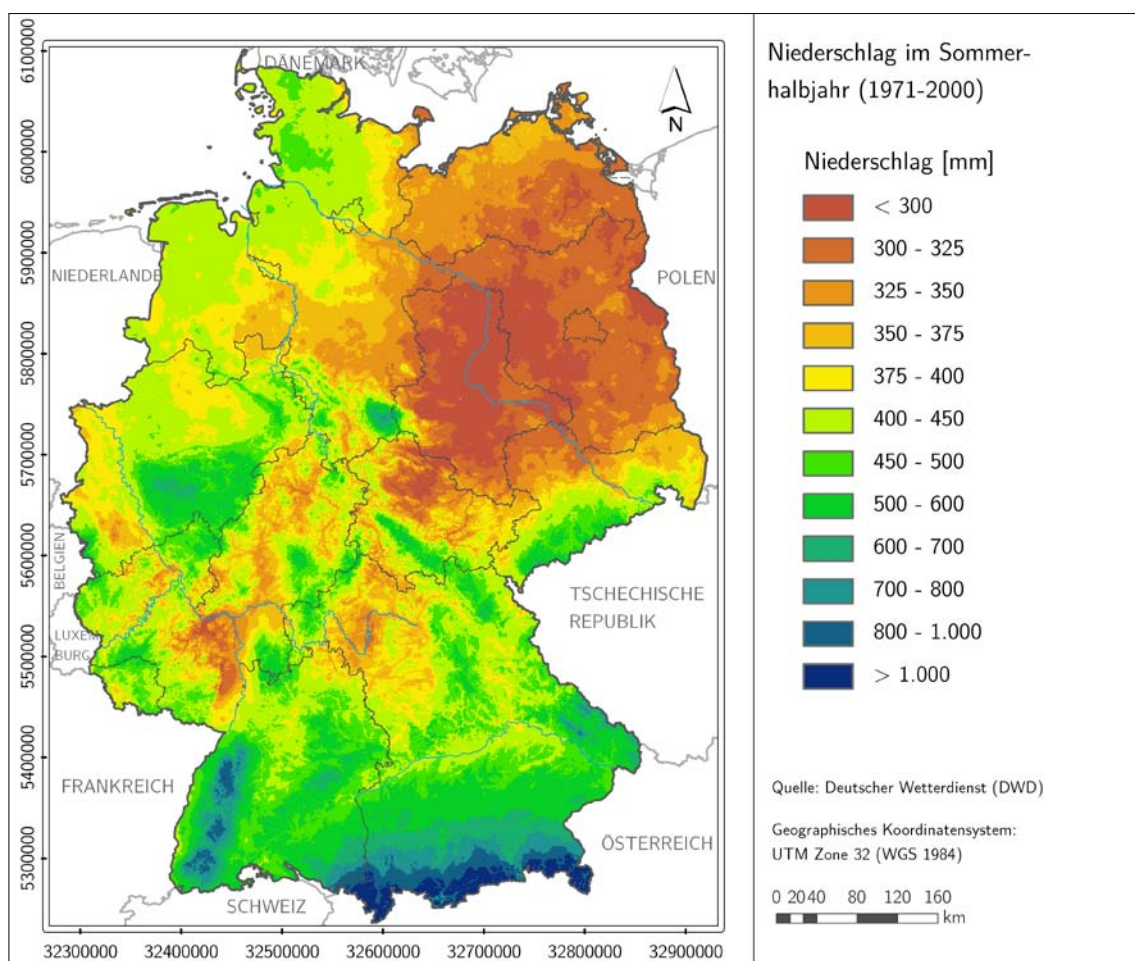 Niederschlag im Sommer-
halbjahr (1971-2000)
Niederschlag [mm]
< 300
300 - 325
325 - 350
350 - 375
375 - 400
400 - 450
450 - 500
500 - 600
600 - 700
700 - 800
800 - 1.000
> 1.000
Quelle: Deutscher Wetterdienst (DWD)
Geographisches Koordinatensystem:
UTM Zone 32 (WGS 1984)
0 20 40 80 120 160
km
N
DÄNEMARK
NIEDERLANDE
POLEN
BELGIEN
LUXEM
BURG
TSCHECHISCHE
REPUBLIK
FRANKREICH
ÖSTERREICH
SCHWEIZ
6100000
6000000
5900000
5800000
5700000
5600000
5500000
5400000
5300000
32300000 32400000 32500000 32600000 32700000 32800000 32900000